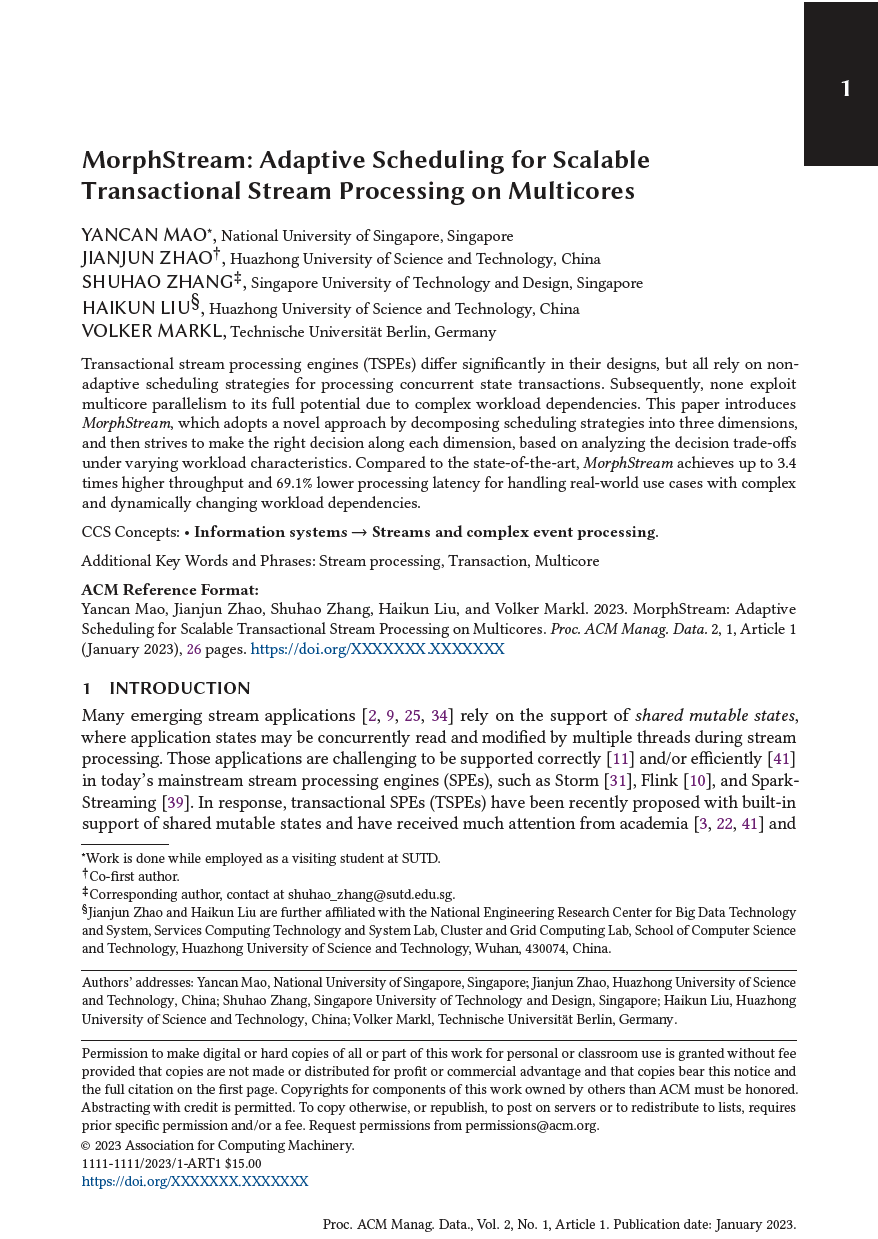 1
MorphStream: Adaptive Scheduling for Scalable
Transactional Stream Processing on Multicores
YANCAN MAO*, National University of Singapore, Singapore
JIANJUN ZHAO†, Huazhong University of Science and Technology, China
SHUHAO ZHANG‡, Singapore University of Technology and Design, Singapore
HAIKUN LIU§, Huazhong University of Science and Technology, China
VOLKER MARKL, Technische Universität Berlin, Germany
Transactional stream processing engines (TSPEs) differ significantly in their designs, but all rely on non-
adaptive scheduling strategies for processing concurrent state transactions. Subsequently, none exploit
multicore parallelism to its full potential due to complex workload dependencies. This paper introduces
MorphStream, which adopts a novel approach by decomposing scheduling strategies into three dimensions,
and then strives to make the right decision along each dimension, based on analyzing the decision trade-offs
under varying workload characteristics. Compared to the state-of-the-art, MorphStream achieves up to 3.4
times higher throughput and 69.1% lower processing latency for handling real-world use cases with complex
and dynamically changing workload dependencies.
CCS Concepts: • Information systems → Streams and complex event processing.
Additional Key Words and Phrases: Stream processing, Transaction, Multicore
ACM Reference Format:
Yancan Mao, Jianjun Zhao, Shuhao Zhang, Haikun Liu, and Volker Markl. 2023. MorphStream: Adaptive
Scheduling for Scalable Transactional Stream Processing on Multicores. Proc. ACM Manag. Data. 2, 1, Article 1
(January 2023), 26 pages. https://doi.org/XXXXXXX.XXXXXXX
1 INTRODUCTION
Many emerging stream applications [2, 9, 25, 34] rely on the support of shared mutable states,
where application states may be concurrently read and modified by multiple threads during stream
processing. Those applications are challenging to be supported correctly [11] and/or efficiently [41]
in today's mainstream stream processing engines (SPEs), such as Storm [31], Flink [10], and Spark-
Streaming [39]. In response, transactional SPEs (TSPEs) have been recently proposed with built-in
support of shared mutable states and have received much attention from academia [3, 22, 41] and
*Work is done while employed as a visiting student at SUTD.
†Co-first author.
‡Corresponding author, contact at shuhao_zhang@sutd.edu.sg.
§Jianjun Zhao and Haikun Liu are further affiliated with the National Engineering Research Center for Big Data Technology
and System, Services Computing Technology and System Lab, Cluster and Grid Computing Lab, School of Computer Science
and Technology, Huazhong University of Science and Technology, Wuhan, 430074, China.
Authors' addresses: Yancan Mao, National University of Singapore, Singapore; Jianjun Zhao, Huazhong University of Science
and Technology, China; Shuhao Zhang, Singapore University of Technology and Design, Singapore; Haikun Liu, Huazhong
University of Science and Technology, China; Volker Markl, Technische Universität Berlin, Germany.
Permission to make digital or hard copies of all or part of this work for personal or classroom use is granted without fee
provided that copies are not made or distributed for profit or commercial advantage and that copies bear this notice and
the full citation on the first page. Copyrights for components of this work owned by others than ACM must be honored.
Abstracting with credit is permitted. To copy otherwise, or republish, to post on servers or to redistribute to lists, requires
prior specific permission and/or a fee. Request permissions from permissions@acm.org.
© 2023 Association for Computing Machinery.
1111-1111/2023/1-ART1 $15.00
https://doi.org/XXXXXXX.XXXXXXX
Proc. ACM Manag. Data., Vol. 2, No. 1, Article 1. Publication date: January 2023.